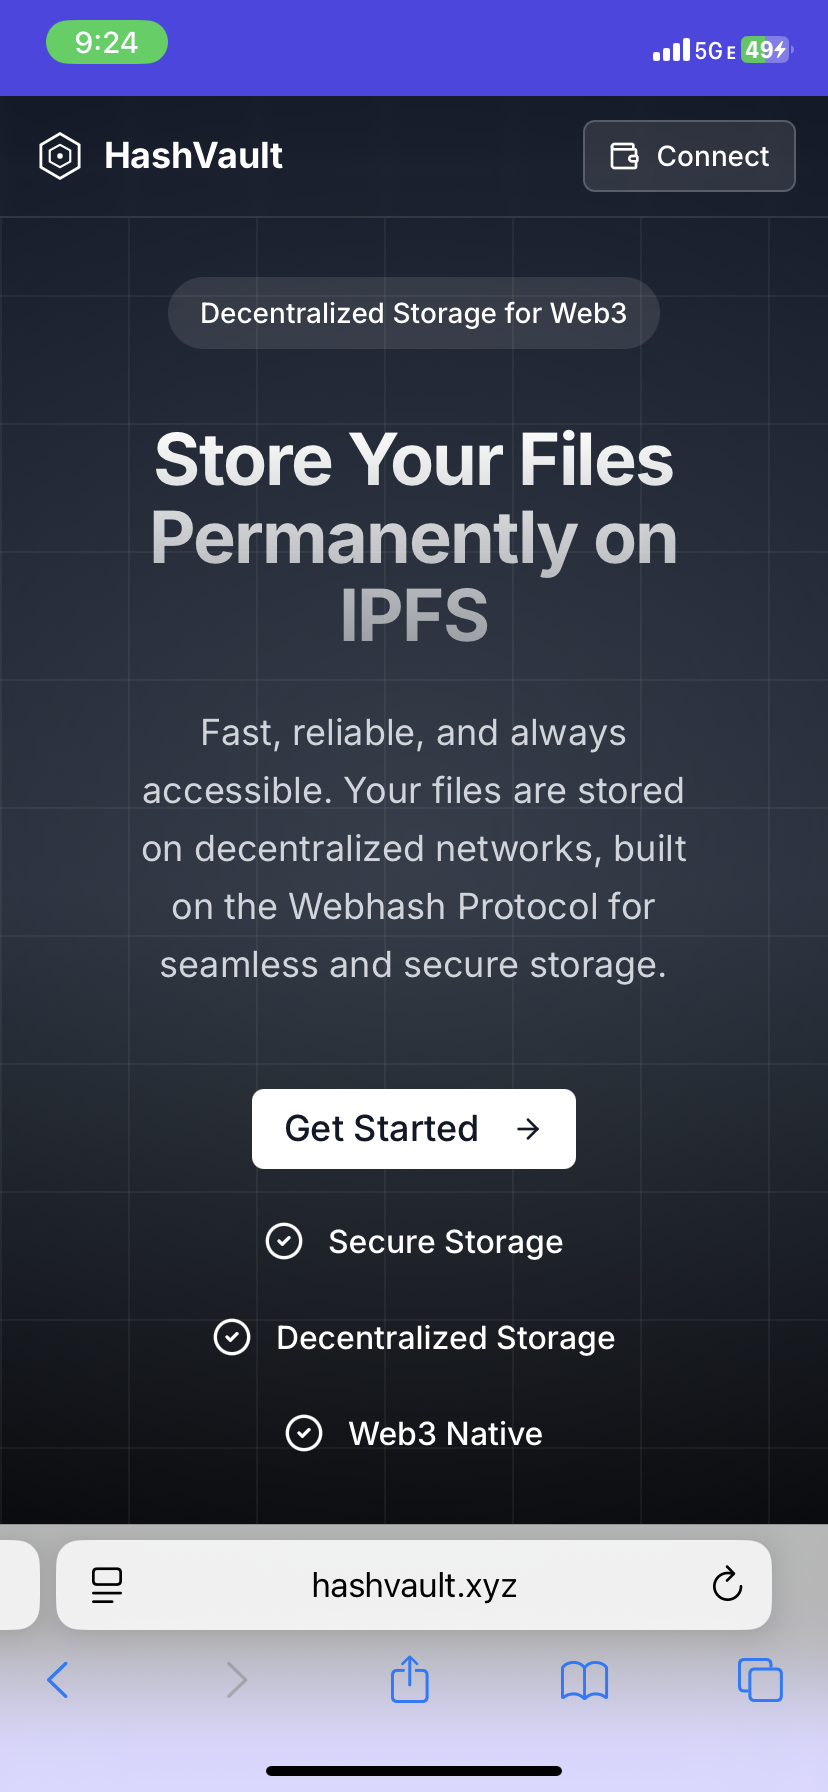 9:24
5G E 49
HashVault
Connect
Decentralized Storage for Web3
Store Your Files
Permanently on
IPFS
Fast, reliable, and always
accessible. Your files are stored
on decentralized networks, built
on the Webhash Protocol for
seamless and secure storage.
Get Started
Secure Storage
Decentralized Storage
Web3 Native
hashvault.xyz